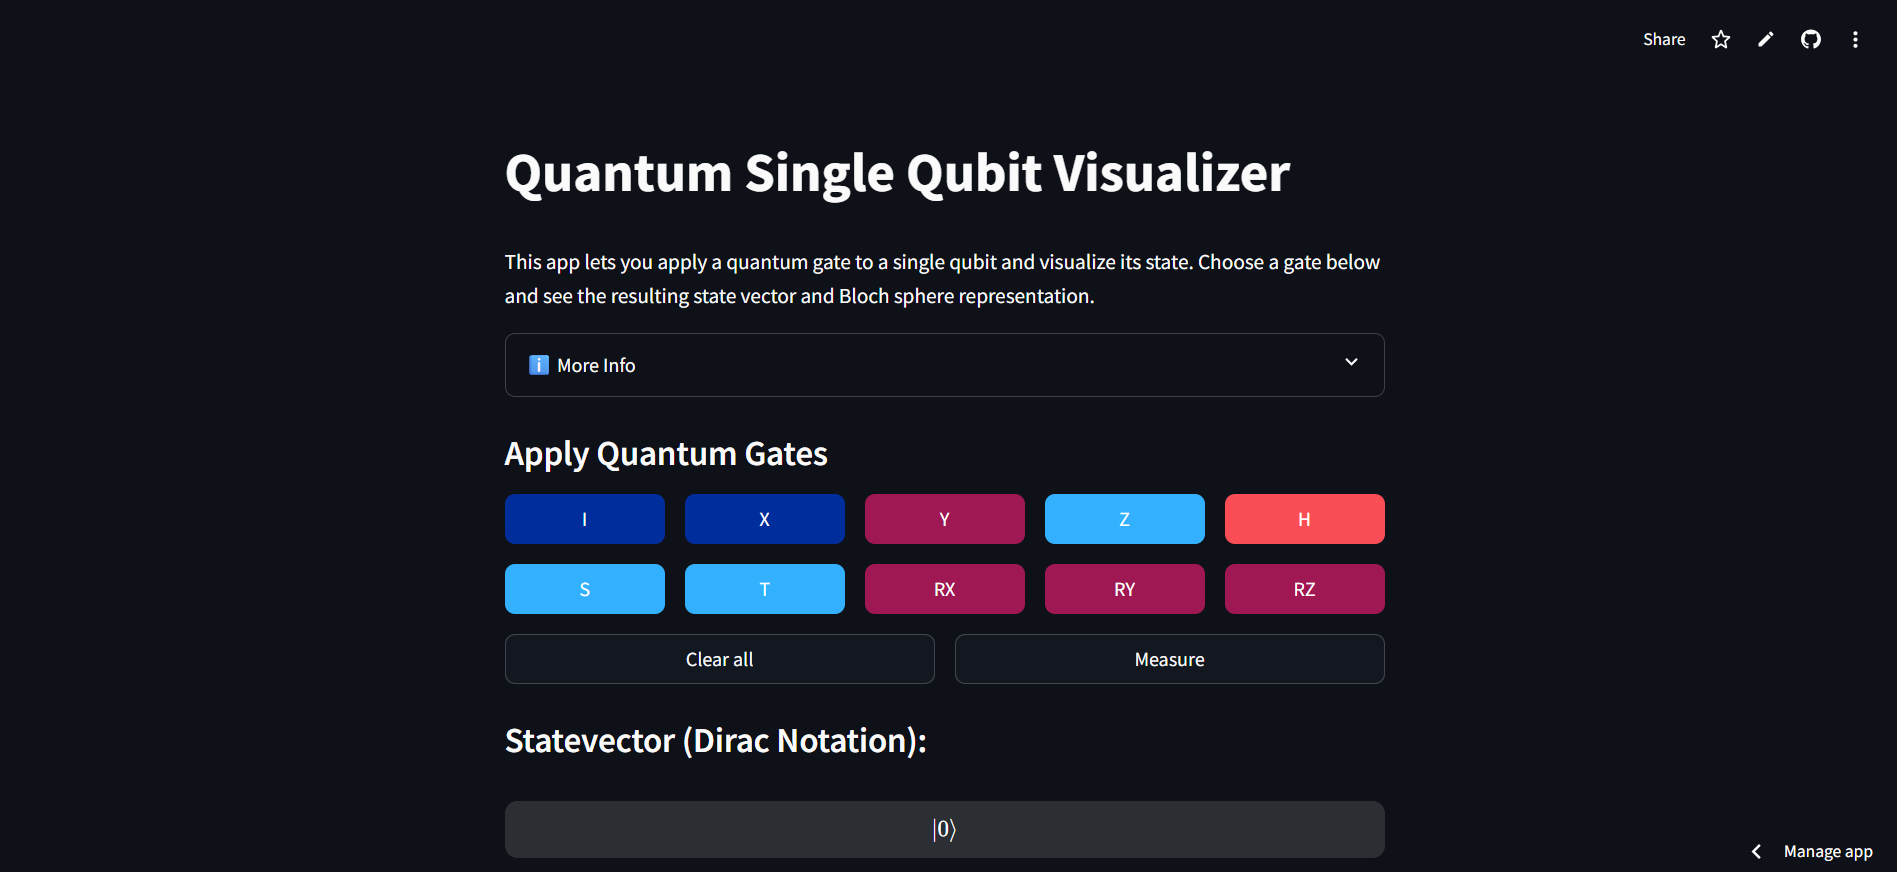 Share
Quantum Single Qubit Visualizer
This app lets you apply a quantum gate to a single qubit and visualize its state. Choose a gate below
and see the resulting state vector and Bloch sphere representation.
ℹ️ More Info
Apply Quantum Gates
I X Y Z H
S T RX RY RZ
Clear all Measure
Statevector (Dirac Notation):
|0⟩
Manage app